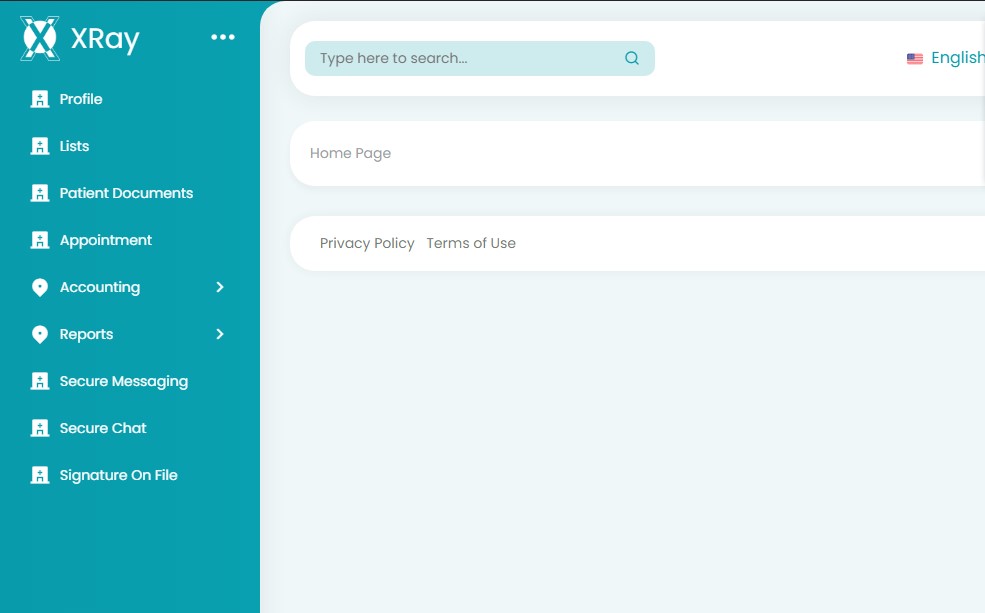 XRay
Profile
Lists
Patient Documents
Appointment
Accounting
Reports
Secure Messaging
Secure Chat
Signature On File
Type here to search...
English
Home Page
Privacy Policy Terms of Use